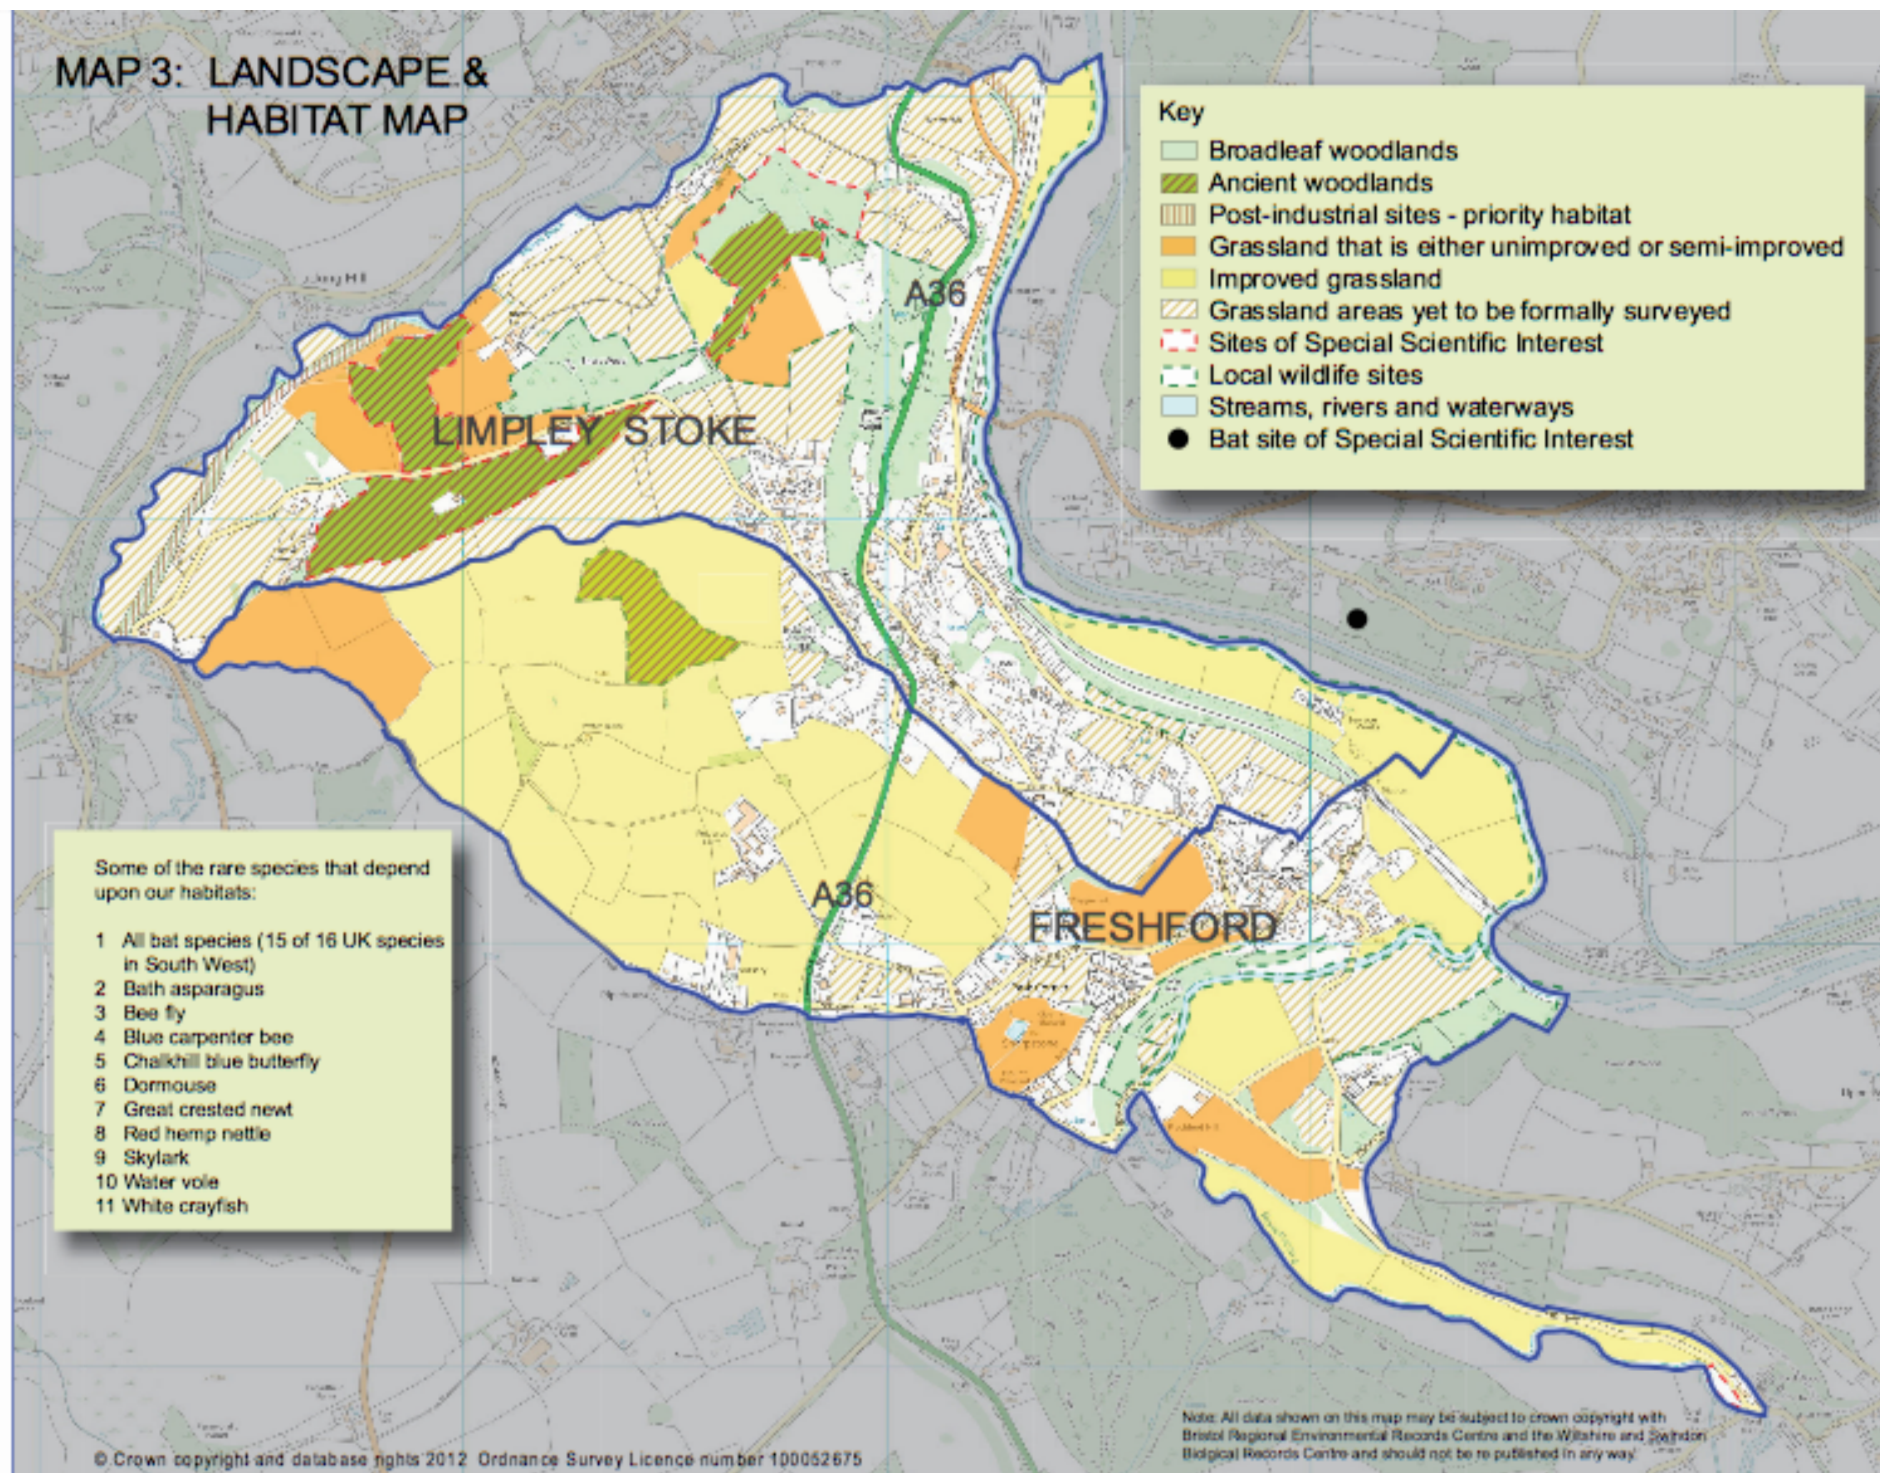 MAP 3: LANDSCAPE &
HABITAT MAP
Key
Broadleaf woodlands
Ancient woodlands
Post-industrial sites - priority habitat
Grassland that is either unimproved or semi-improved
Improved grassland
Grassland areas yet to be formally surveyed
Sites of Special Scientific Interest
Local wildlife sites
Streams, rivers and waterways
Bat site of Special Scientific Interest
A36
LIMPLEY STOKE
A36
FRESHFORD
Some of the rare species that depend
upon our habitats:
1 All bat species (15 of 16 UK species
in South West)
2 Bath asparagus
3 Bee fly
4 Blue carpenter bee
5 Chalkhill blue butterfly
6 Dormouse
7 Great crested newt
8 Red hemp nettle
9 Skylark
10 Water vole
11 White crayfish
© Crown copyright and database rights 2012 Ordnance Survey Licence number 100052675
Note: All data shown on this map may be subject to crown copyright with
Bristol Regional Environmental Records Centre and the Wiltshire and Swindon
Biolgical Records Centre and should not be re published in any way.